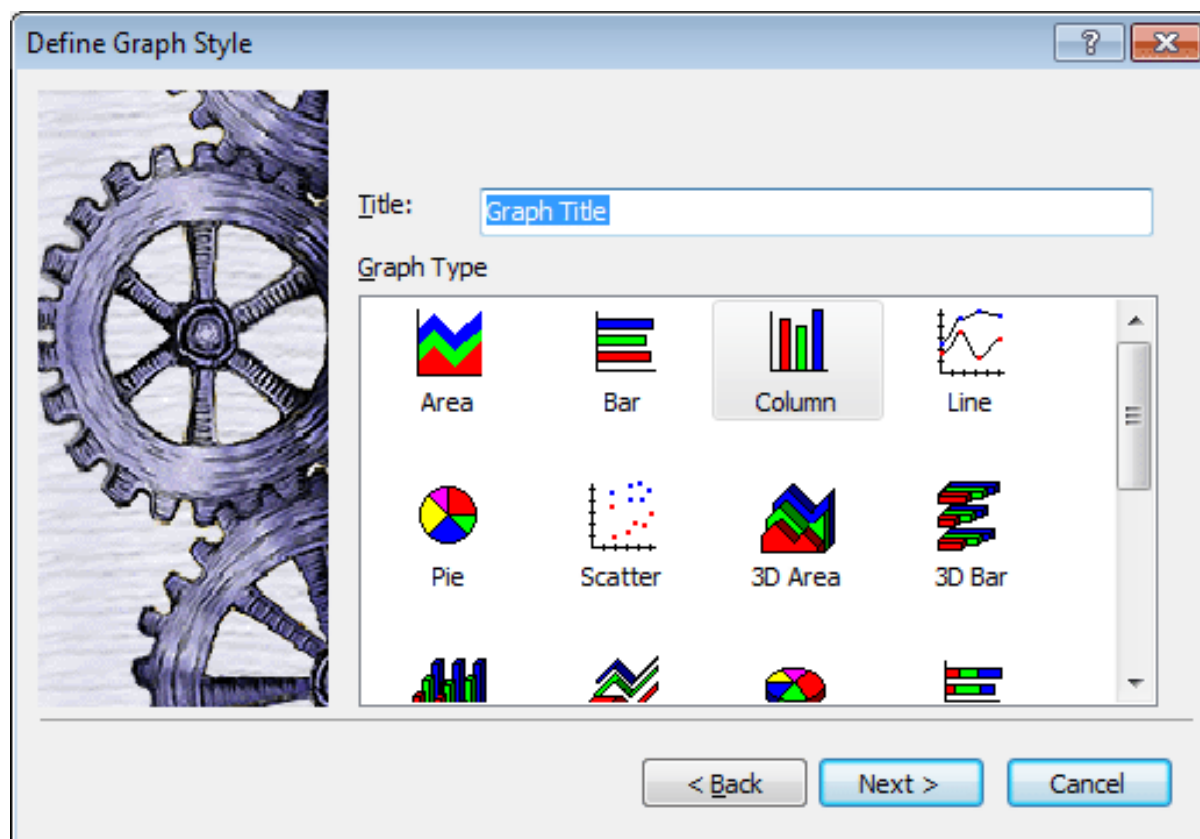 Define Graph Style
Title: Graph Title
Graph Type
Area Bar Column Line
Pie Scatter 3D Area 3D Bar
< Back Next > Cancel